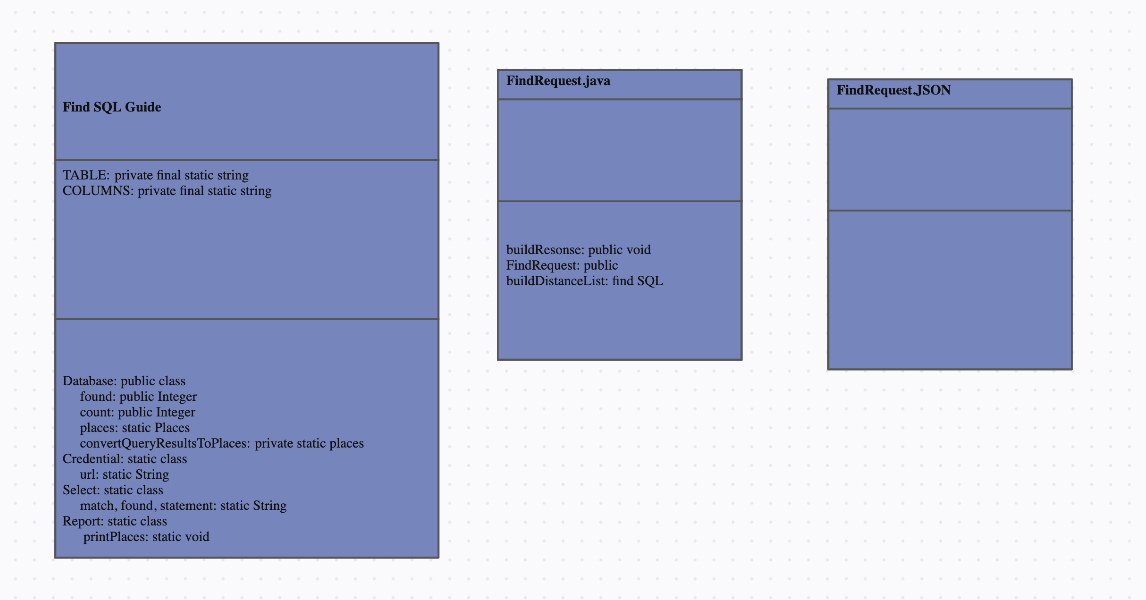 Find SQL Guide
TABLE: private final static string
COLUMNS: private final static string
Database: public class
found: public Integer
count: public Integer
places: static Places
convertQueryResultsToPlaces: private static places
Credential: static class
url: static String
Select: static class
match, found, statement: static String
Report: static class
printPlaces: static void
FindRequest.java
buildResonse: public void
FindRequest: public
buildDistanceList: find SQL
FindRequest.JSON